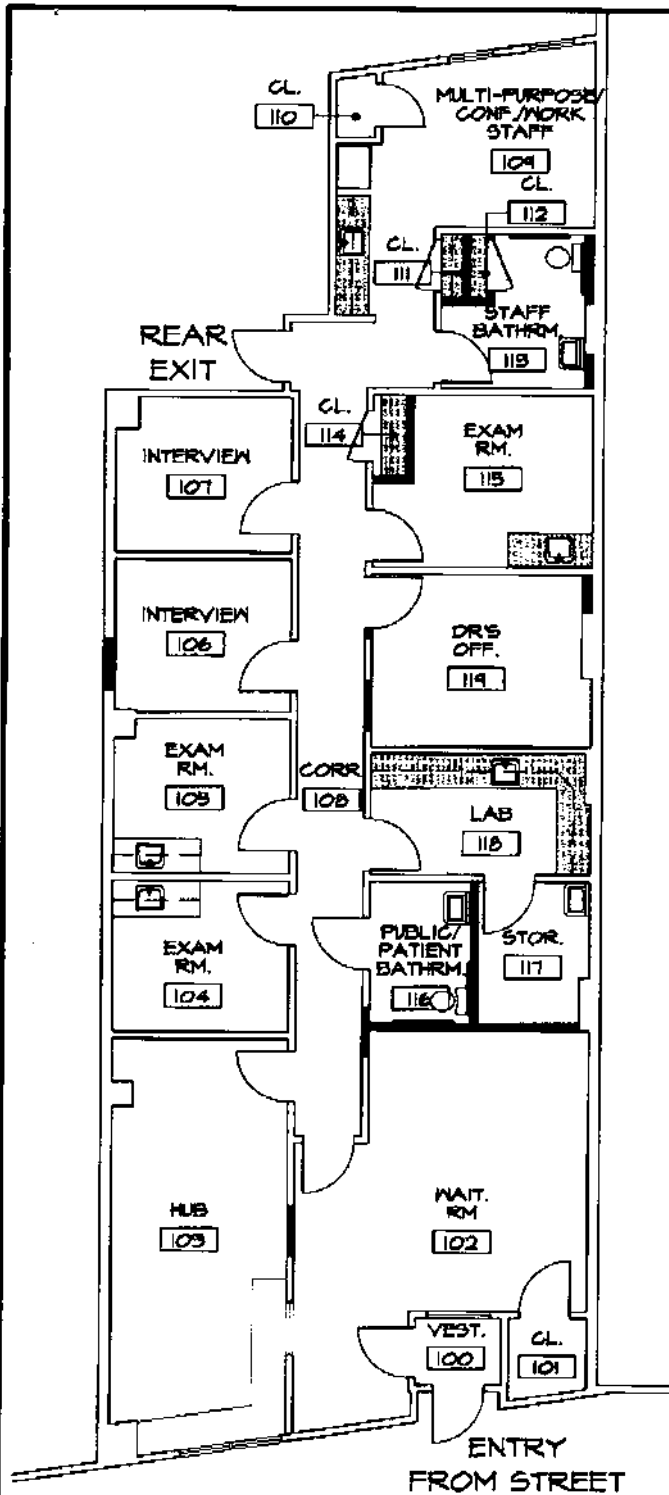 CL.
110
MULTI-PURPOSE/
CONF./WORK
STAFF
109
CL.
112
CL.
111
STAFF
BATHRM.
113
REAR
EXIT
CL.
114
INTERVIEW
107
EXAM
RM.
115
INTERVIEW
106
DR'S
OFF.
119
EXAM
RM.
105
CORR.
108
LAB
118
EXAM
RM.
104
PUBLIC/
PATIENT
BATHRM.
116
STOR.
117
HUB
103
WAIT.
RM
102
VEST.
100
CL.
101
ENTRY
FROM STREET